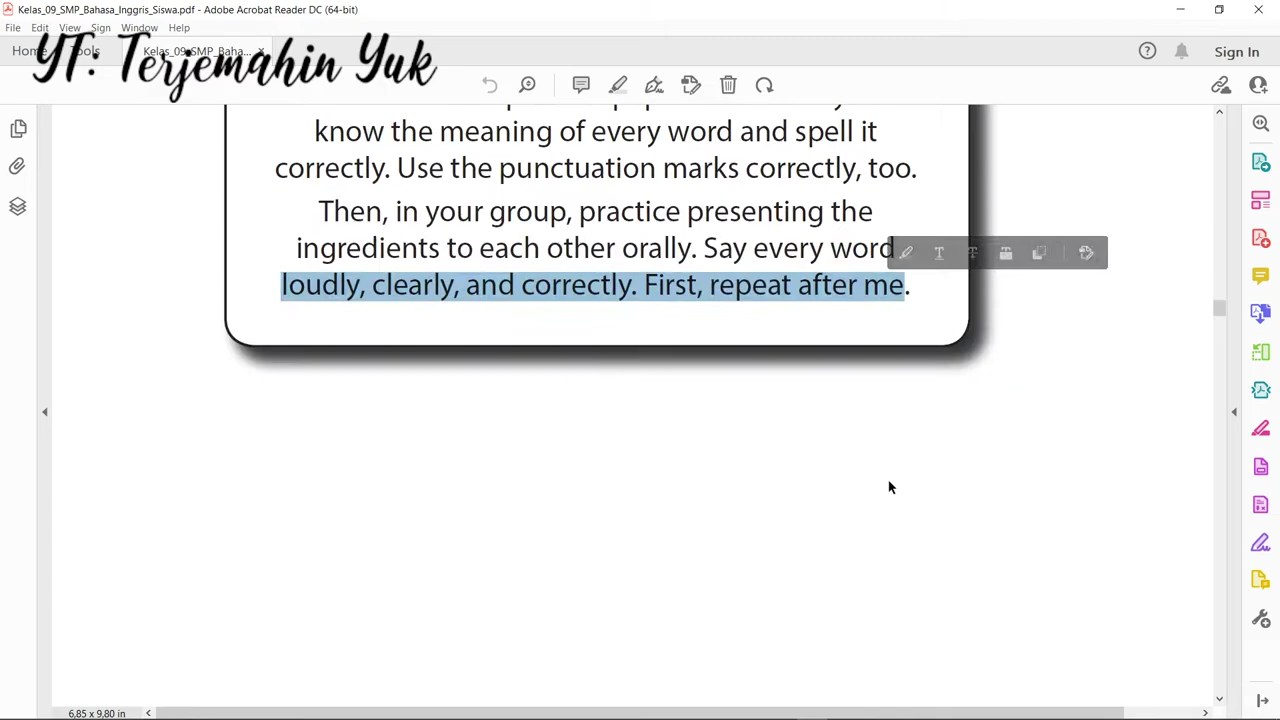 Kelas_09_SMP_Bahasa_Inggris_Siswa.pdf - Adobe Acrobat Reader DC (64-bit)
File Edit View Sign Window Help
Home Tools Kelas_09_SMP_Baha... × Sign In
YT: Terjemahin Yuk
know the meaning of every word and spell it
correctly. Use the punctuation marks correctly, too.
Then, in your group, practice presenting the
ingredients to each other orally. Say every word
loudly, clearly, and correctly. First, repeat after me.
6,85 x 9,80 in